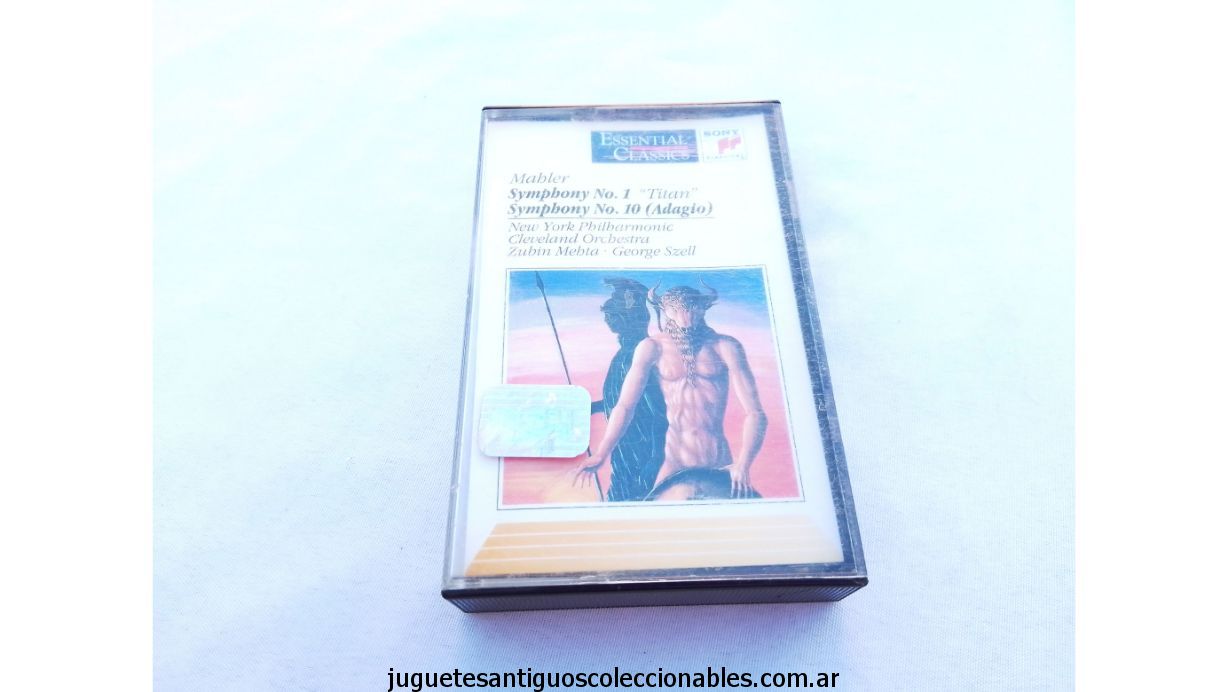 ESSENTIAL
CLASSICS
SONY
Mahler
Symphony No. 1 "Titan"
Symphony No. 10 (Adagio)
New York Philharmonic
Cleveland Orchestra
Zubin Mehta · George Szell
juguetesantiguoscoleccionables.com.ar